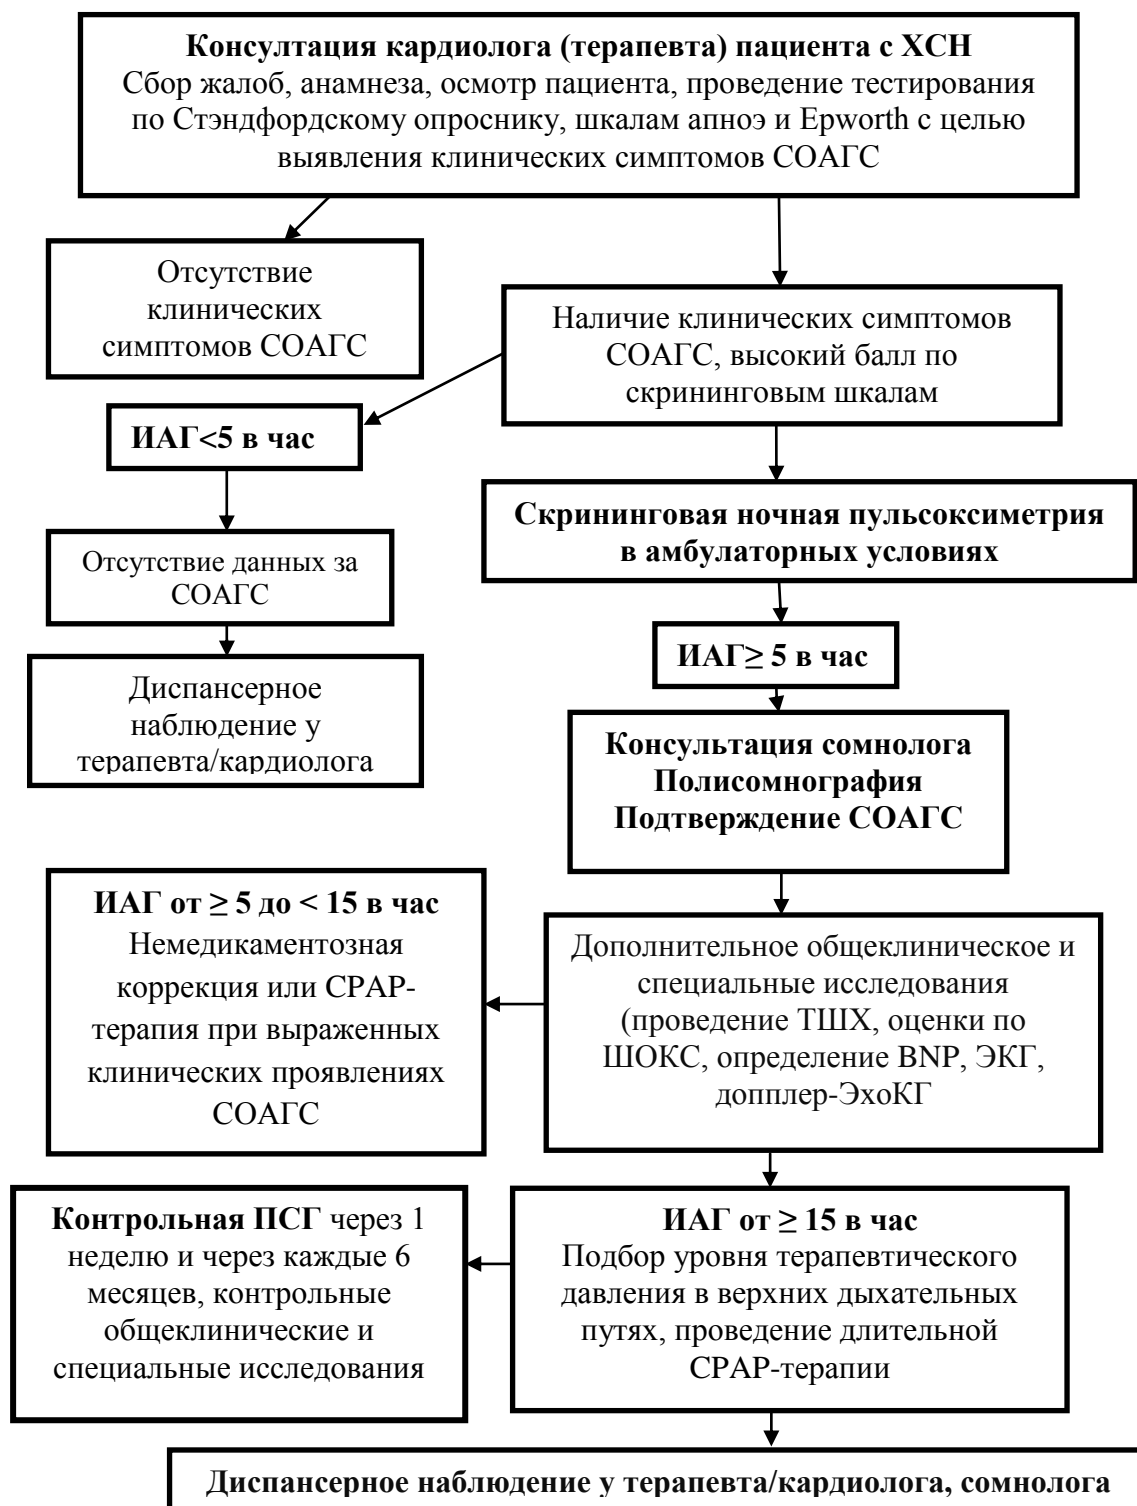 Консултация кардиолога (терапевта) пациента с ХСН
Сбор жалоб, анамнеза, осмотр пациента, проведение тестирования
по Стэндфордскому опроснику, шкалам апноэ и Epworth с целью
выявления клинических симптомов СОАГС
Отсутствие
клинических
симптомов СОАГС
Наличие клинических симптомов
СОАГС, высокий балл по
скрининговым шкалам
ИАГ<5 в час
Скрининговая ночная пульсоксиметрия
в амбулаторных условиях
Отсутствие данных за
СОАГС
ИАГ≥ 5 в час
Диспансерное
наблюдение у
терапевта/кардиолога
Консультация сомнолога
Полисомнография
Подтверждение СОАГС
ИАГ от ≥ 5 до < 15 в час
Немедикаментозная
коррекция или СРАР-
терапия при выраженных
клинических проявлениях
СОАГС
Дополнительное общеклиническое и
специальные исследования
(проведение ТШХ, оценки по
ШОКС, определение BNP, ЭКГ,
допплер-ЭхоКГ
Контрольная ПСГ через 1
неделю и через каждые 6
месяцев, контрольные
общеклинические и
специальные исследования
ИАГ от ≥ 15 в час
Подбор уровня терапевтического
давления в верхних дыхательных
путях, проведение длительной
СРАР-терапии
Диспансерное наблюдение у терапевта/кардиолога, сомнолога